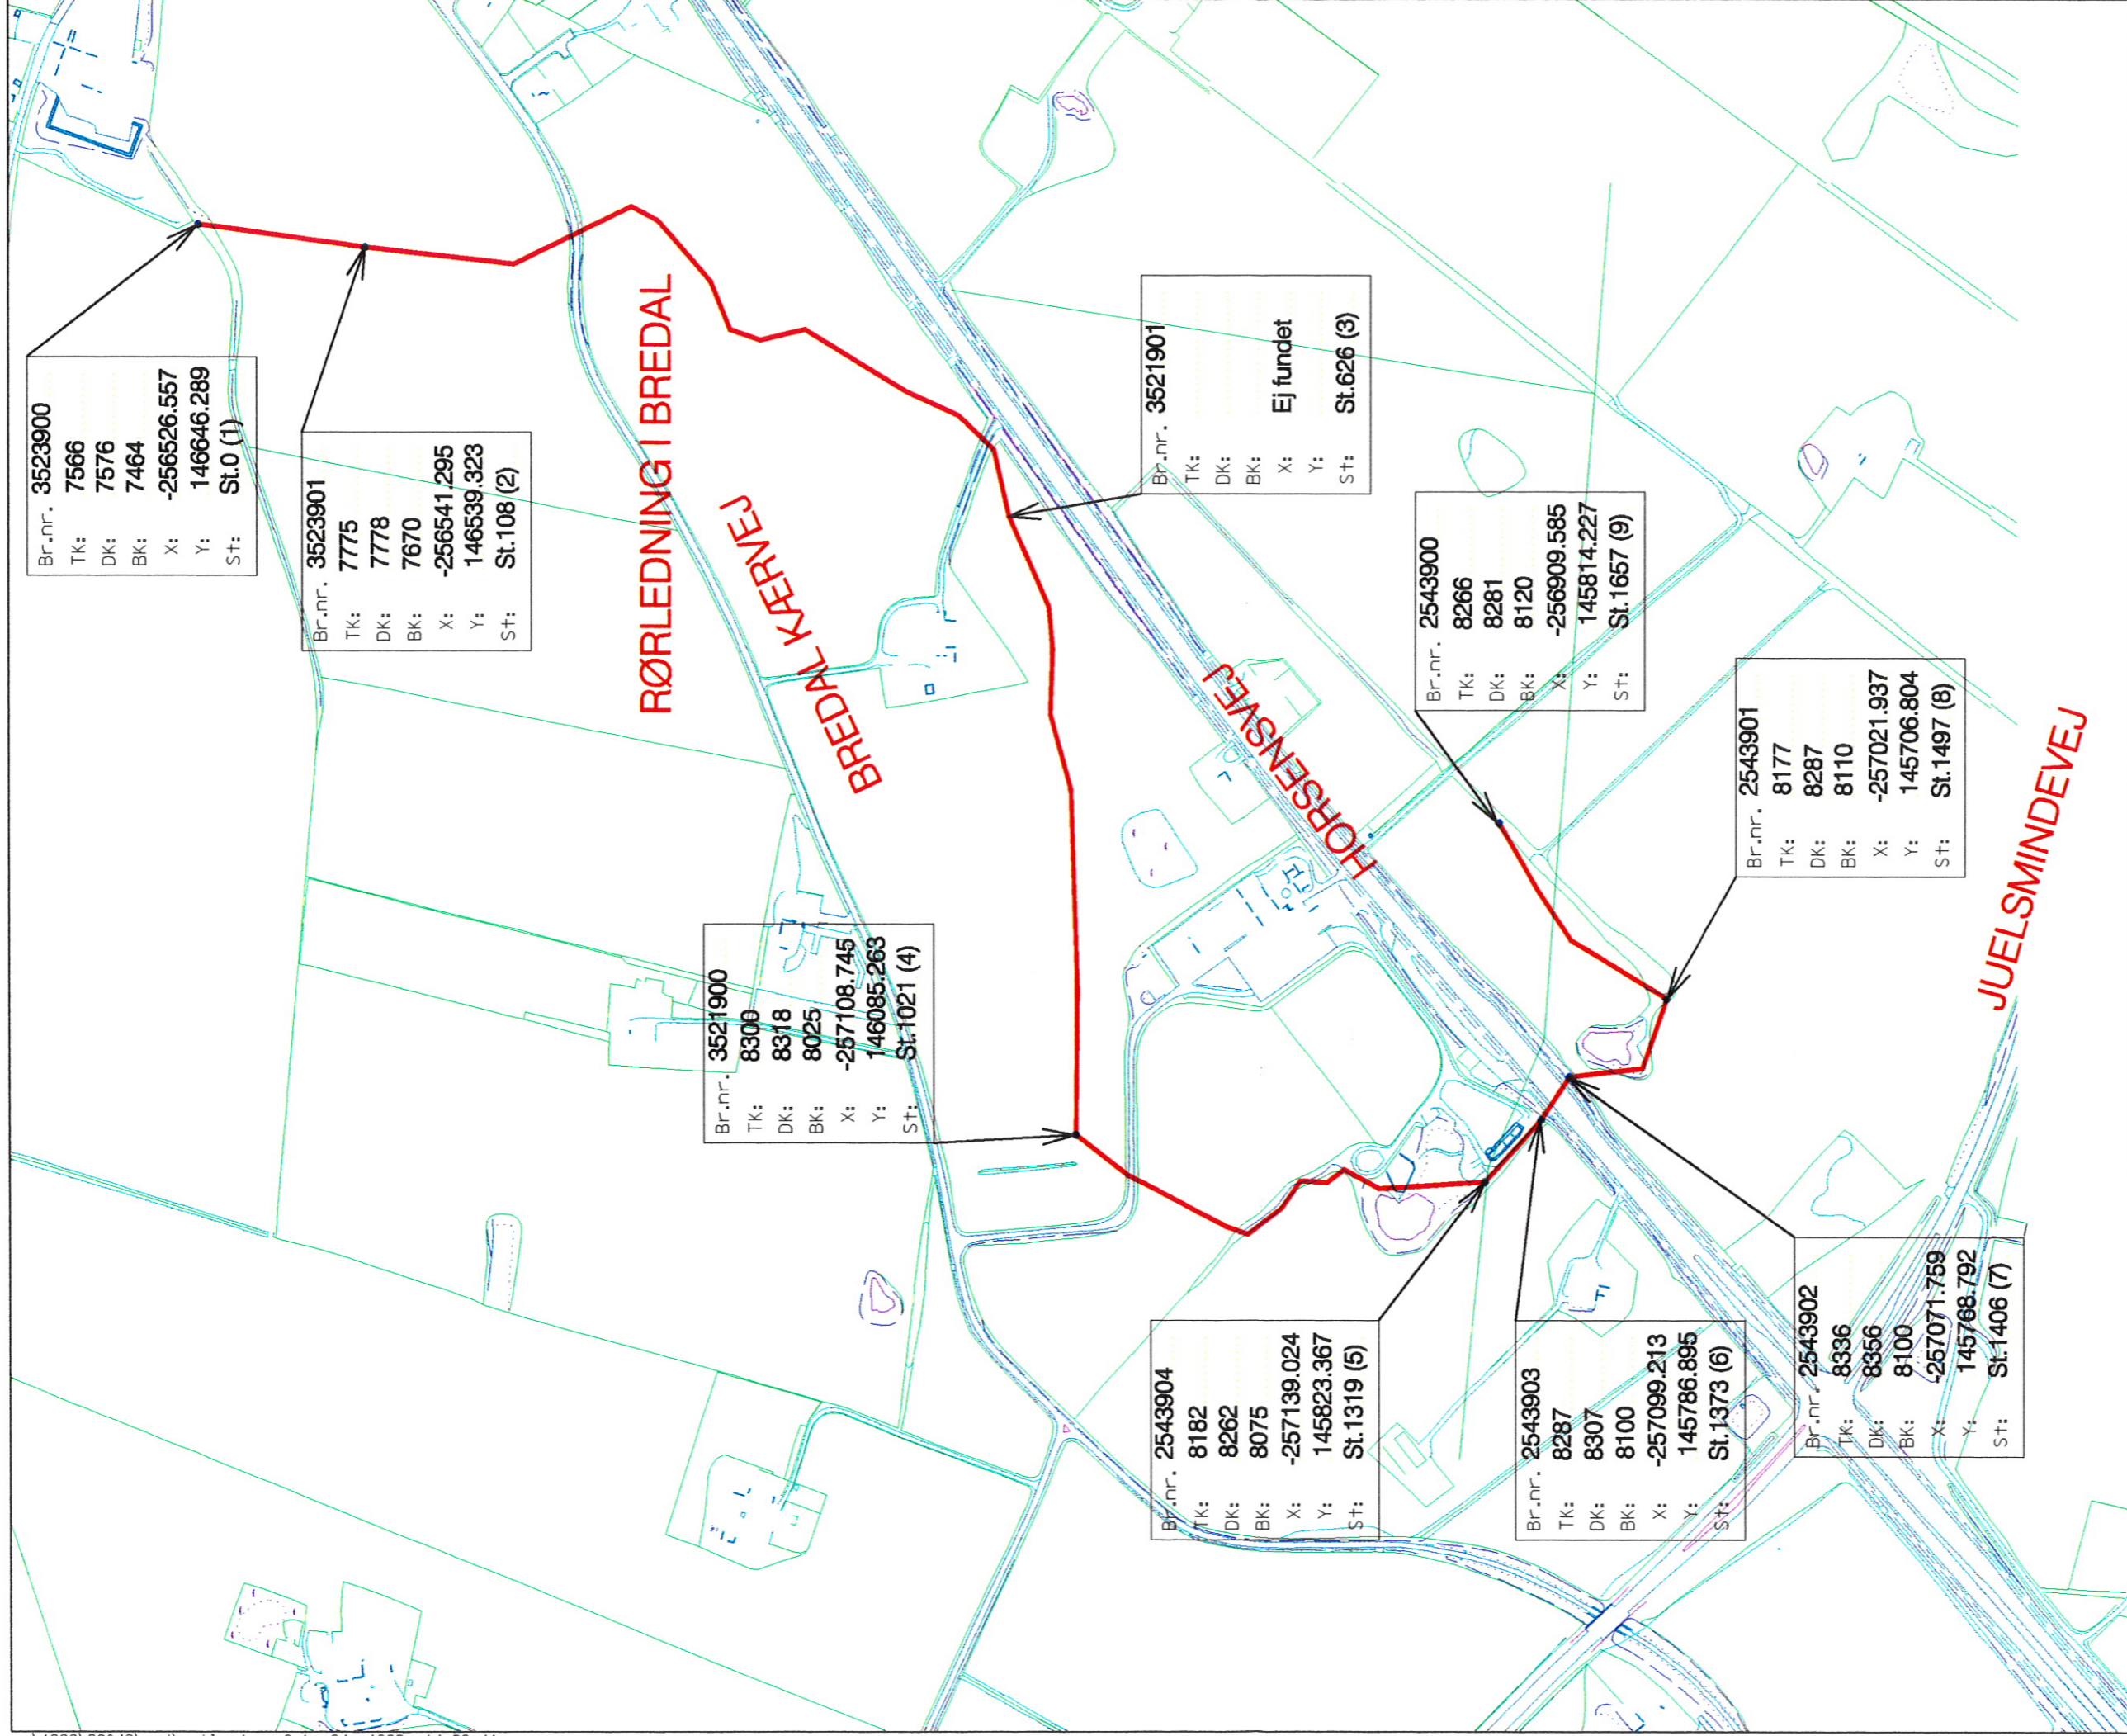 Br.nr. 3523900
TK: 7566
DK: 7576
BK: 7464
X: -256526.557
Y: 146646.289
St: St.0 (1)
Br.nr. 3523901
TK: 7775
DK: 7778
BK: 7670
X: -256541.295
Y: 146539.323
St: St.108 (2)
RØRLEDNING I BREDAL
BREDAL KÆRVEJ
Br.nr. 3521900
TK: 8300
DK: 8318
BK: 8025
X: -257108.745
Y: 146085.263
St: St.1021 (4)
Br.nr. 3521901
TK:
DK:
BK:
X: Ej fundet
Y:
St: St.626 (3)
HORSENSVEJ
Br.nr. 2543900
TK: 8266
DK: 8281
BK: 8120
X: -256909.585
Y: 145814.227
St: St.1657 (9)
Br.nr. 2543901
TK: 8177
DK: 8287
BK: 8110
X: -257021.937
Y: 145706.804
St: St.1497 (8)
JUELSMINDEVEJ
Br.nr. 2543904
TK: 8182
DK: 8262
BK: 8075
X: -257139.024
Y: 145823.367
St: St.1319 (5)
Br.nr. 2543903
TK: 8287
DK: 8307
BK: 8100
X: -257099.213
Y: 145786.895
St: St.1373 (6)
Br.nr. 2543902
TK: 8336
DK: 8356
BK: 8100
X: -257071.759
Y: 145768.792
St: St.1406 (7)